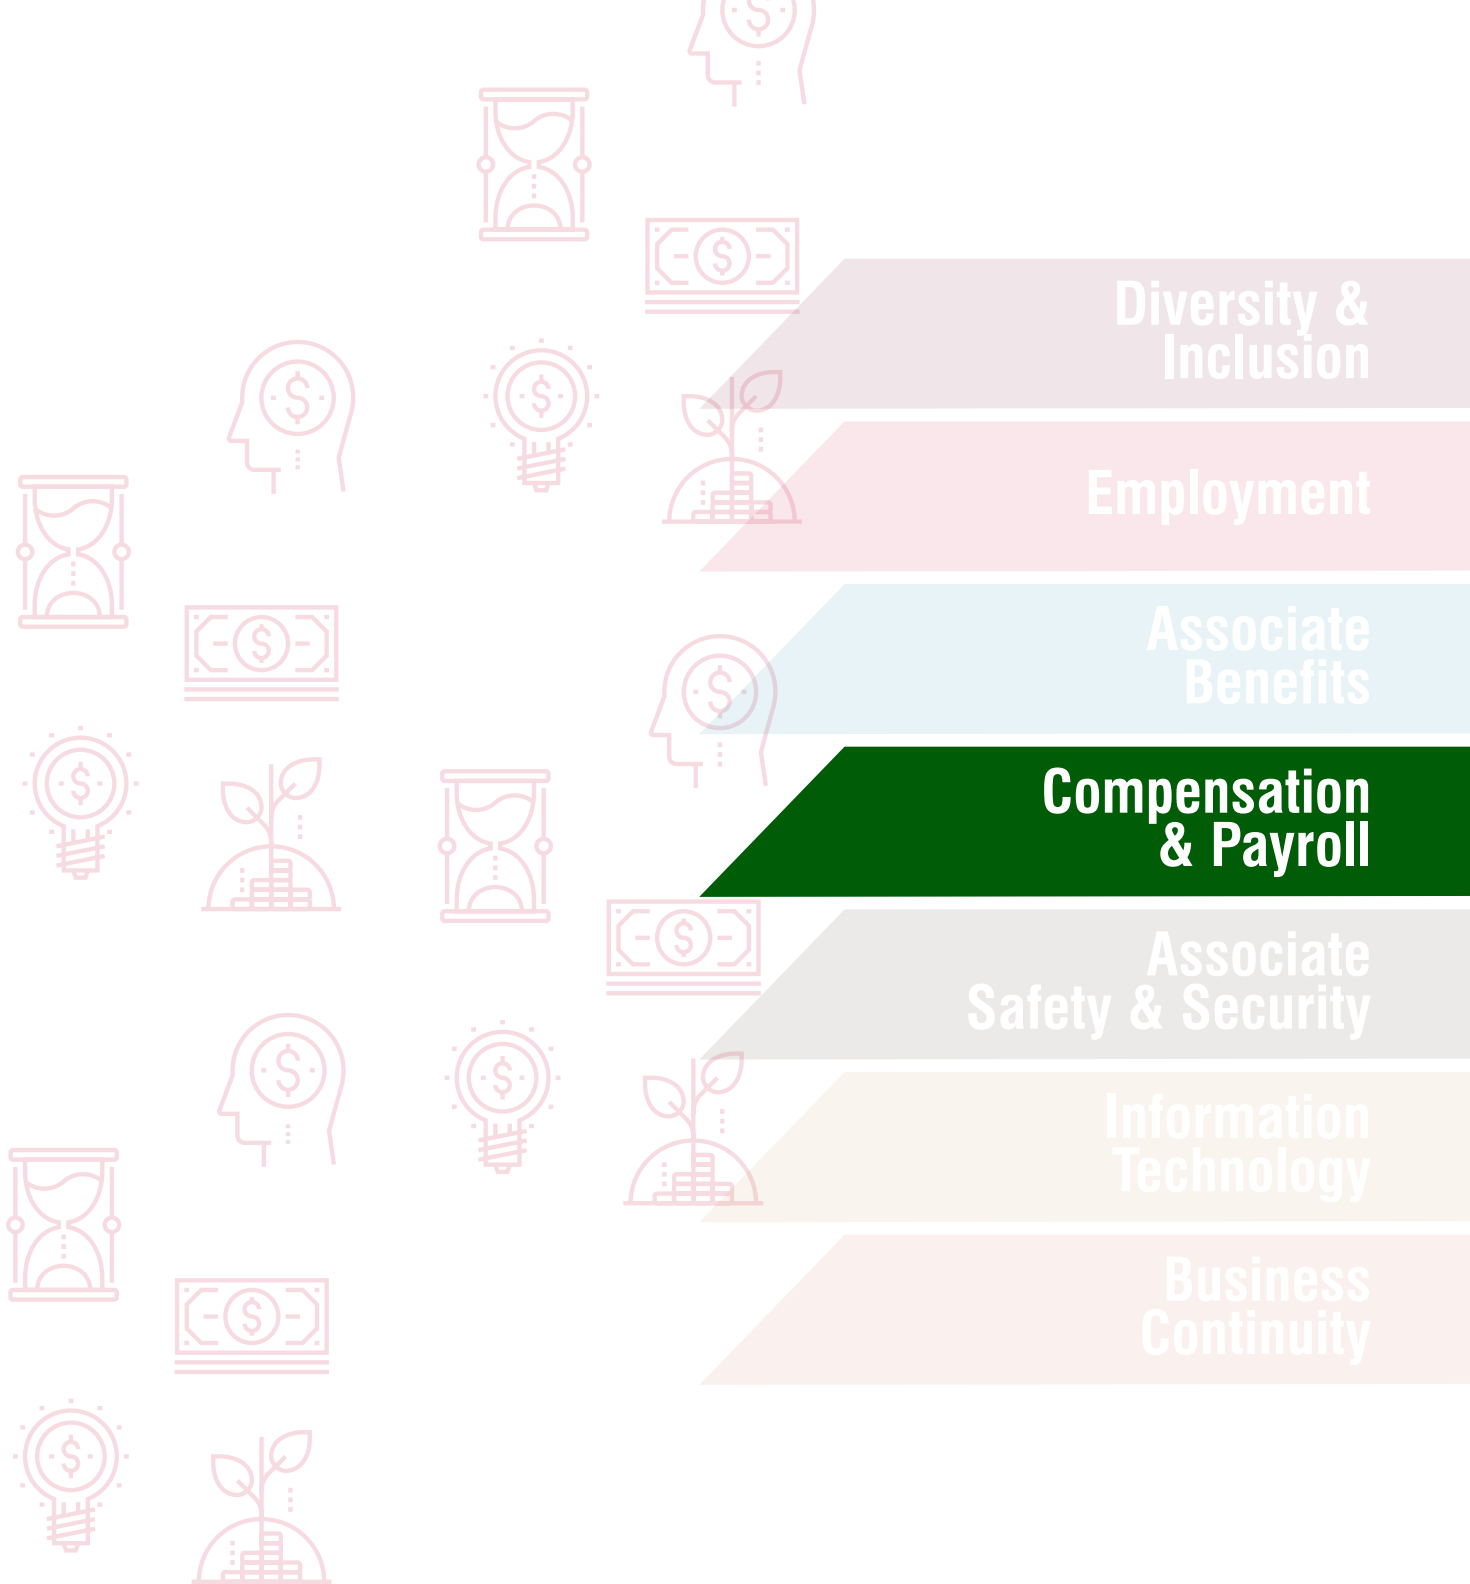 Diversity &
Inclusion
Employment
Associate
Benefits
Compensation
& Payroll
Associate
Safety & Security
Information
Technology
Business
Continuity